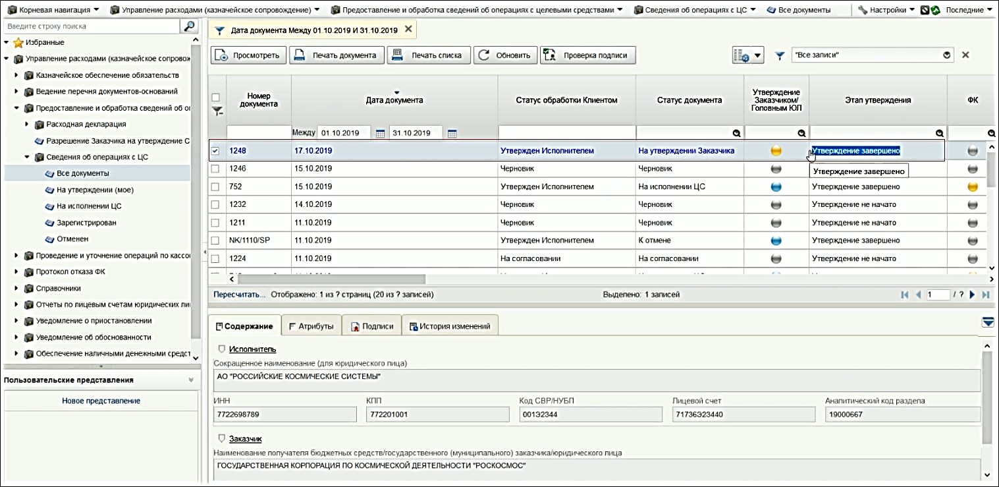 Корневая навигация Управление расходами (казначейское сопровождение) Предоставление и обработка сведений об операциях с целевыми средствами Сведения об операциях с ЦС Все документы Настройки Последние
Введите строку поиска
Избранные
Управление расходами (казначейское сопровож
Казначейское обеспечение обязательств
Ведение перечня документов-оснований
Предоставление и обработка сведений об оп
Расходная декларация
Разрешение Заказчика на утверждение С
Сведения об операциях с ЦС
Все документы
На утверждении (мое)
На исполнении ЦС
Зарегистрирован
Отменен
Проведение и уточнение операций по кассо
Протокол отказа ФК
Справочники
Отчеты по лицевым счетам юридических ли
Уведомление о приостановлении
Уведомление об обоснованности
Обеспечение наличными денежными средст
Пользовательские представления
Новое представление
Дата документа Между 01.10.2019 И 31.10.2019
Просмотреть Печать документа Печать списка Обновить Проверка подписи "Все записи"
Номер документа Дата документа Статус обработки Клиентом Статус документа Утверждение Заказчиком/ Головным ЮЛ Этап утверждения ФК
Между 01.10.2019 31.10.2019
1248 17.10.2019 Утвержден Исполнителем На утверждении Заказчика Утверждение завершено
Утверждение завершено
1246 15.10.2019 Черновик Черновик
752 15.10.2019 Утвержден Исполнителем На исполнении ЦС Утверждение завершено
1232 14.10.2019 Черновик Черновик Утверждение не начато
1211 11.10.2019 Черновик Черновик Утверждение не начато
NK/1110/SP 11.10.2019 Утвержден Исполнителем К отмене Утверждение завершено
1224 11.10.2019 На согласовании На согласовании Утверждение не начато
Пересчитать... Отображено: 1 из ? страниц (20 из ? записей) Выделено: 1 записей 1 / ?
Содержание Атрибуты Подписи История изменений
Исполнитель
Сокращенное наименование (для юридического лица)
АО "РОССИЙСКИЕ КОСМИЧЕСКИЕ СИСТЕМЫ"
ИНН КПП Код СВР/НУБП Лицевой счет Аналитический код раздела
7722698789 772201001 001Э2344 71736Э23440 19000667
Заказчик
Наименование получателя бюджетных средств/государственного (муниципального) заказчика/юридического лица
ГОСУДАРСТВЕННАЯ КОРПОРАЦИЯ ПО КОСМИЧЕСКОЙ ДЕЯТЕЛЬНОСТИ "РОСКОСМОС"